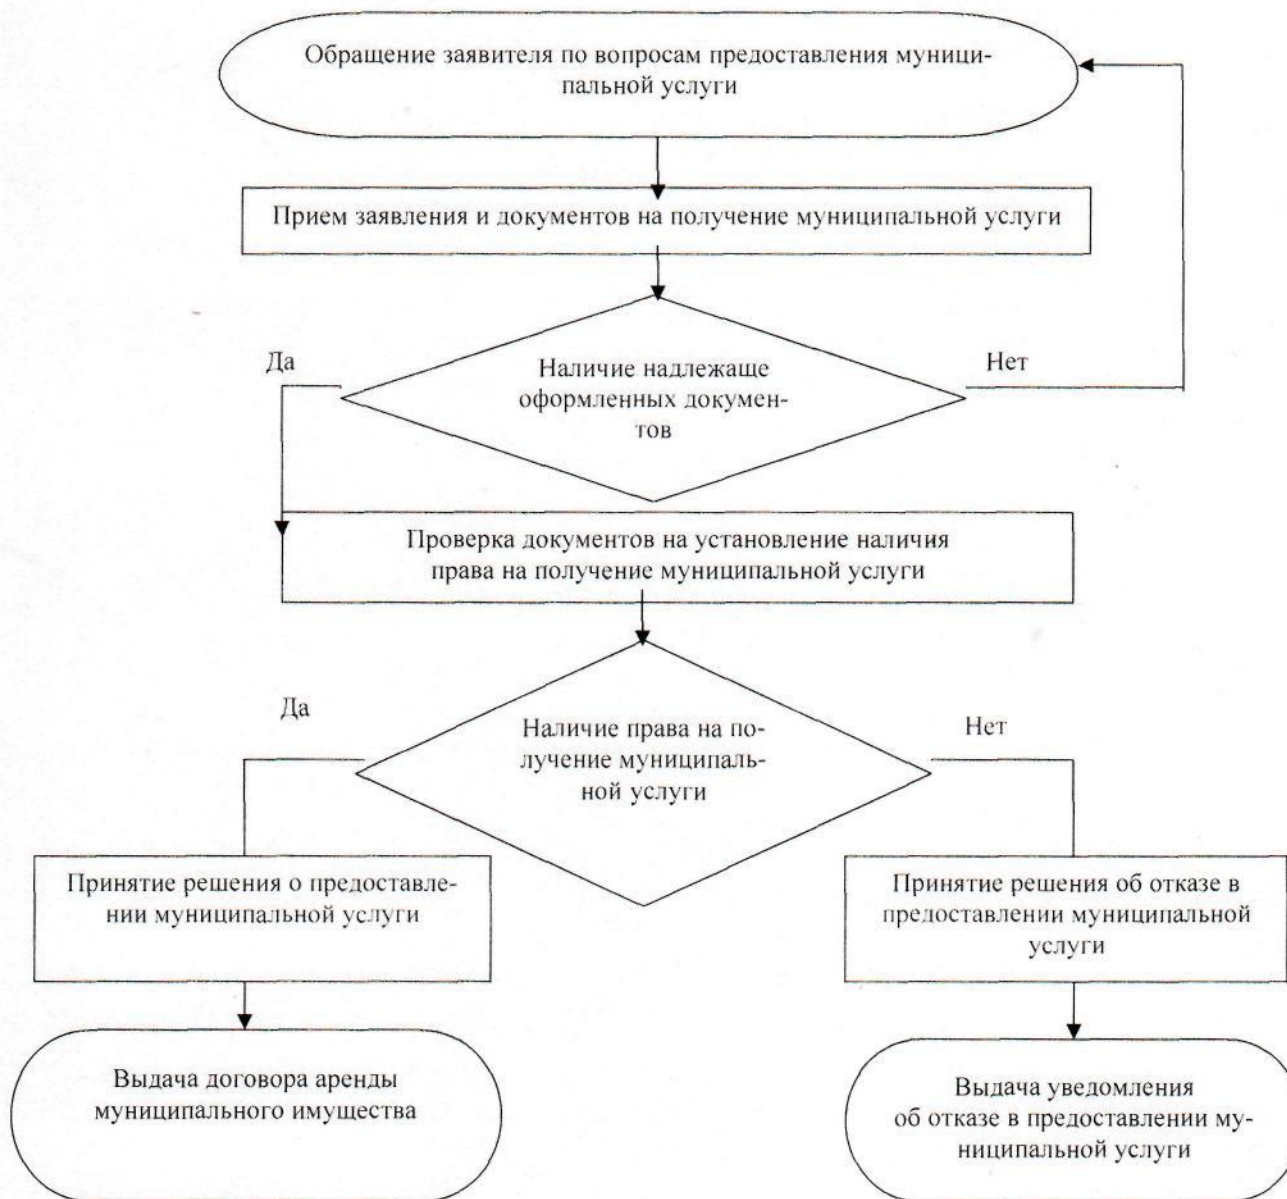 Обращение заявителя по вопросам предоставления муници-
пальной услуги
Прием заявления и документов на получение муниципальной услуги
Да
Наличие надлежаще
оформленных докумен-
тов
Нет
Проверка документов на установление наличия
права на получение муниципальной услуги
Да
Наличие права на по-
лучение муниципаль-
ной услуги
Нет
Принятие решения о предоставле-
нии муниципальной услуги
Принятие решения об отказе в
предоставлении муниципальной
услуги
Выдача договора аренды
муниципального имущества
Выдача уведомления
об отказе в предоставлении му-
ниципальной услуги